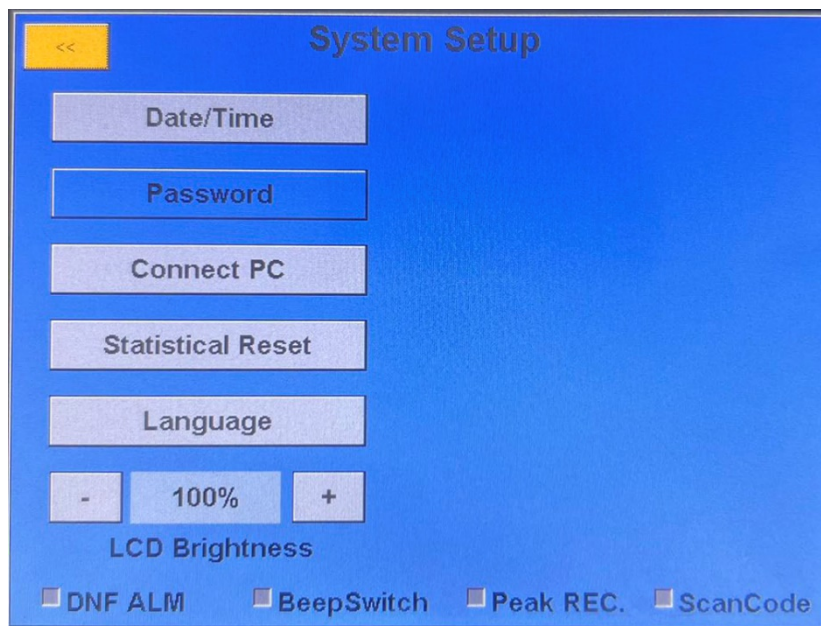 <<
System Setup
Date/Time
Password
Connect PC
Statistical Reset
Language
- 100% +
LCD Brightness
DNF ALM BeepSwitch Peak REC. ScanCode